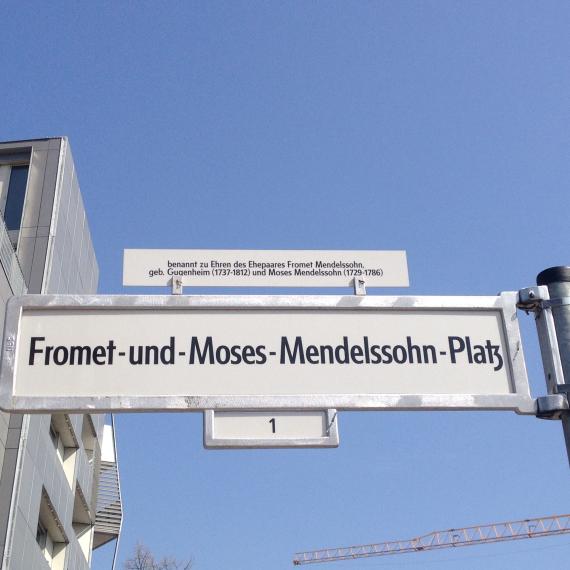 benannt zu Ehren des Ehepaares Fromet Mendelssohn,
geb. Gugenheim (1737-1812) und Moses Mendelssohn (1729-1786)
Fromet-und-Moses-Mendelssohn-Platz
1